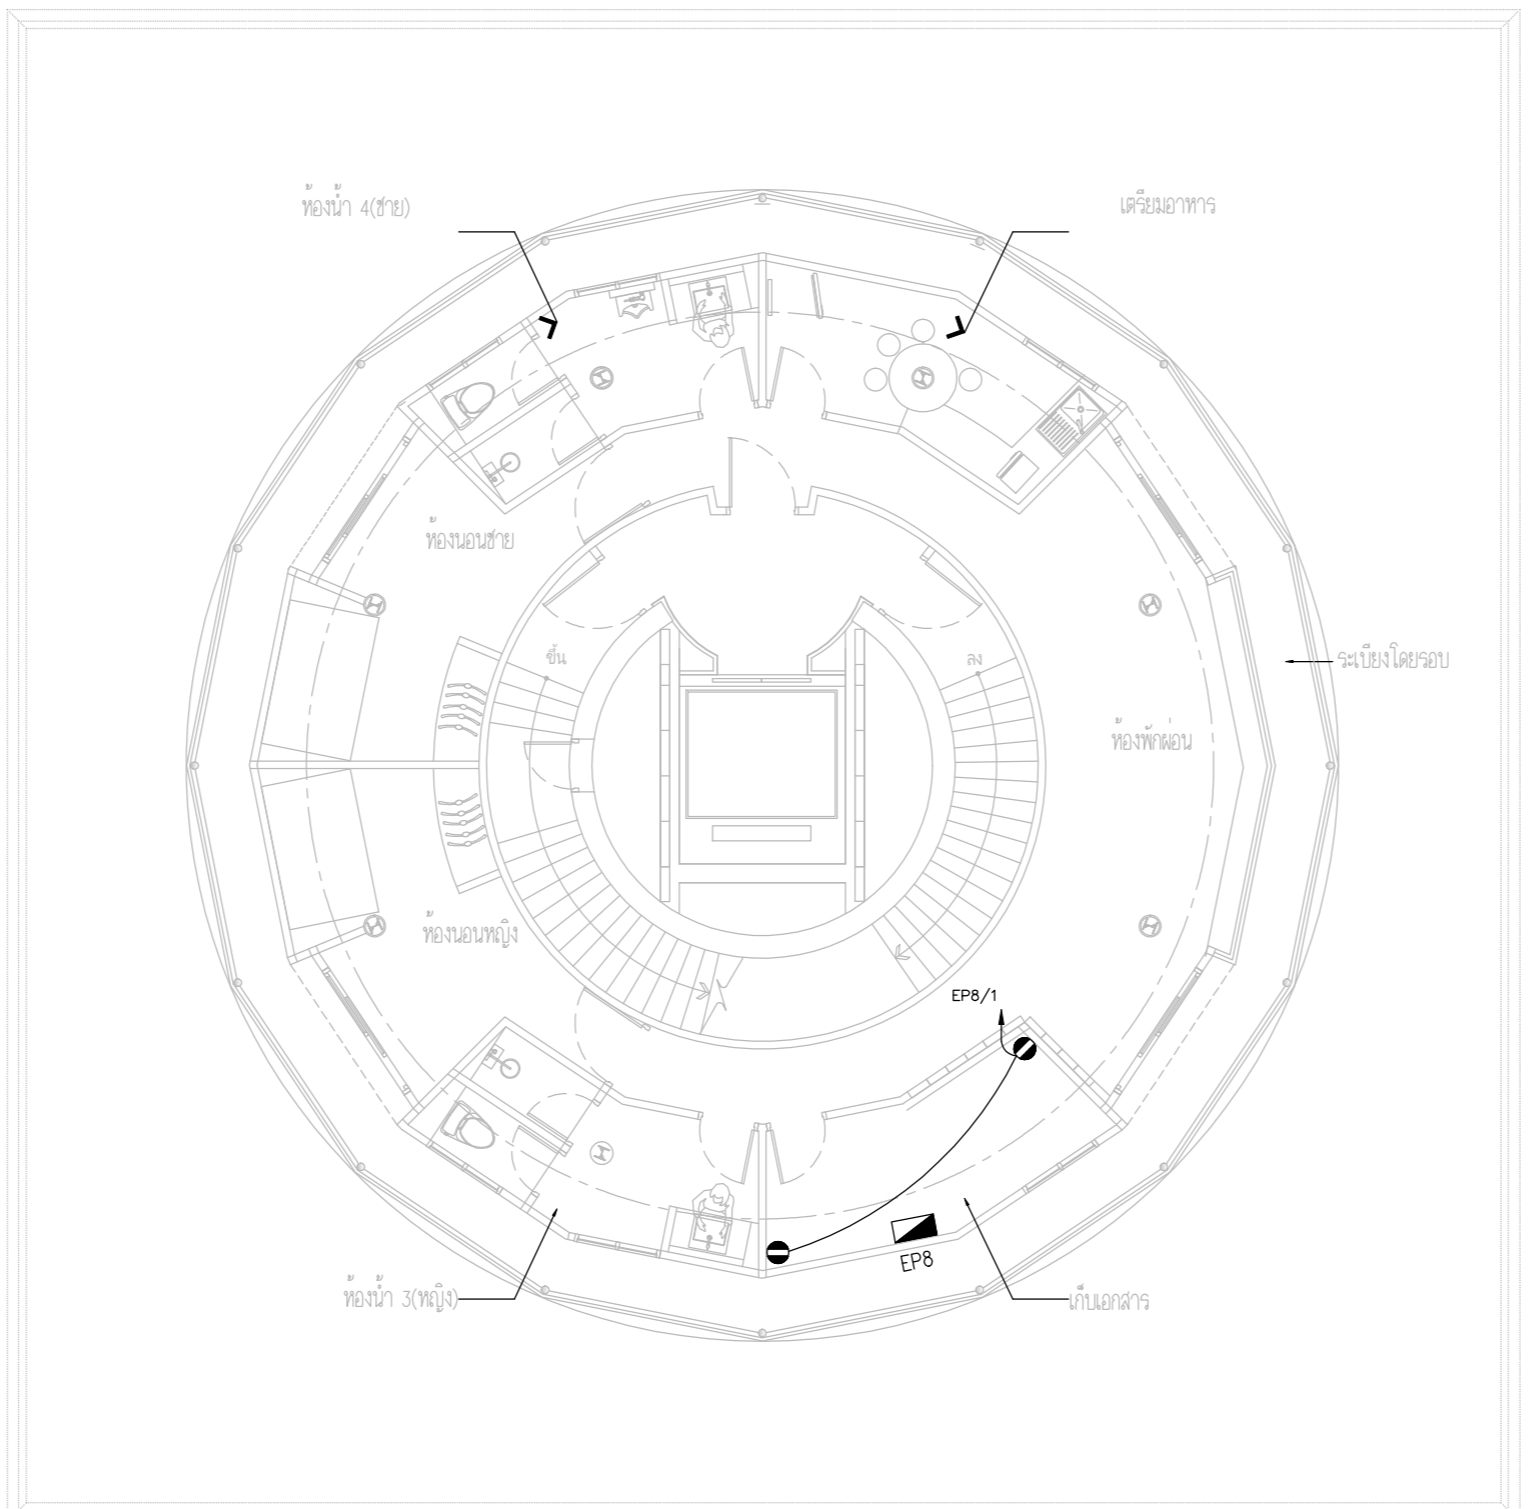 ห้องน้ำ 4(ชาย)
เตรียมอาหาร
ห้องนอนชาย
ขึ้น
ลง
ระเบียงโดยรอบ
ห้องพักผ่อน
ห้องนอนหญิง
EP8/1
EP8
ห้องน้ำ 3(หญิง)
เก็บเอกสาร